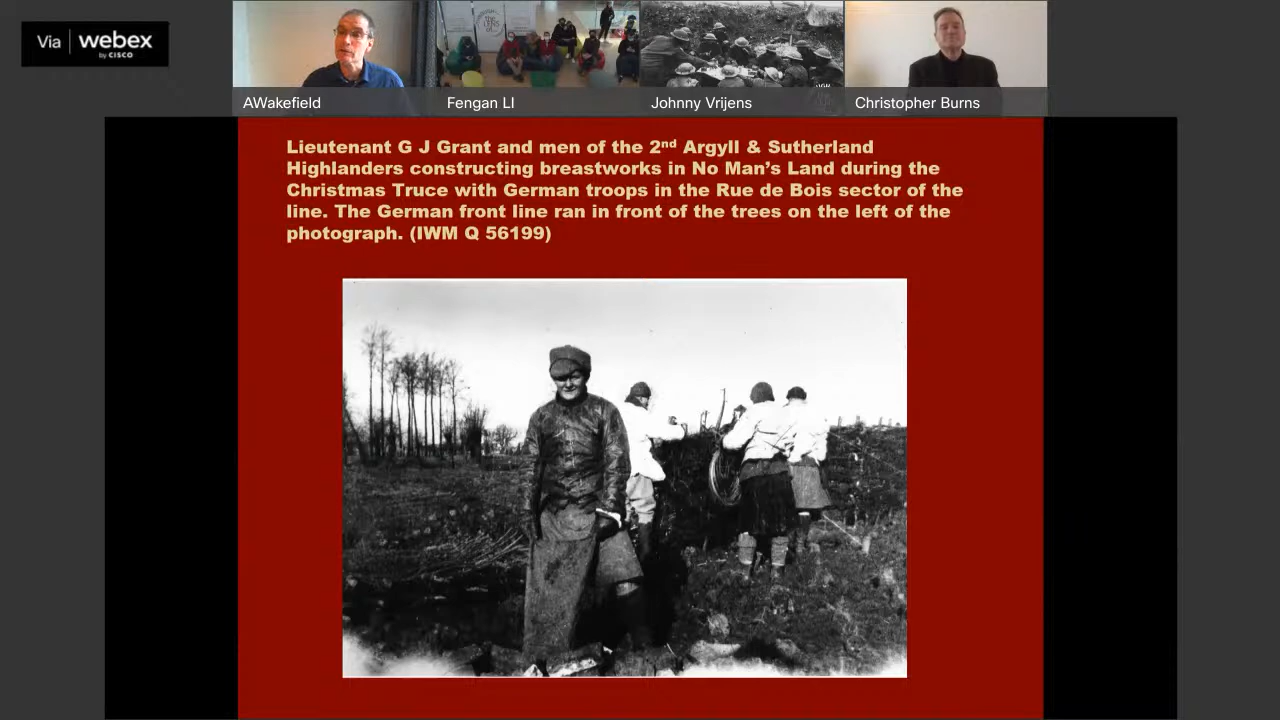 Via webex
by CISCO
AWakefield
Fengan LI
Johnny Vrijens
Christopher Burns
Lieutenant G J Grant and men of the 2nd Argyll & Sutherland
Highlanders constructing breastworks in No Man's Land during the
Christmas Truce with German troops in the Rue de Bois sector of the
line. The German front line ran in front of the trees on the left of the
photograph. (IWM Q 56199)